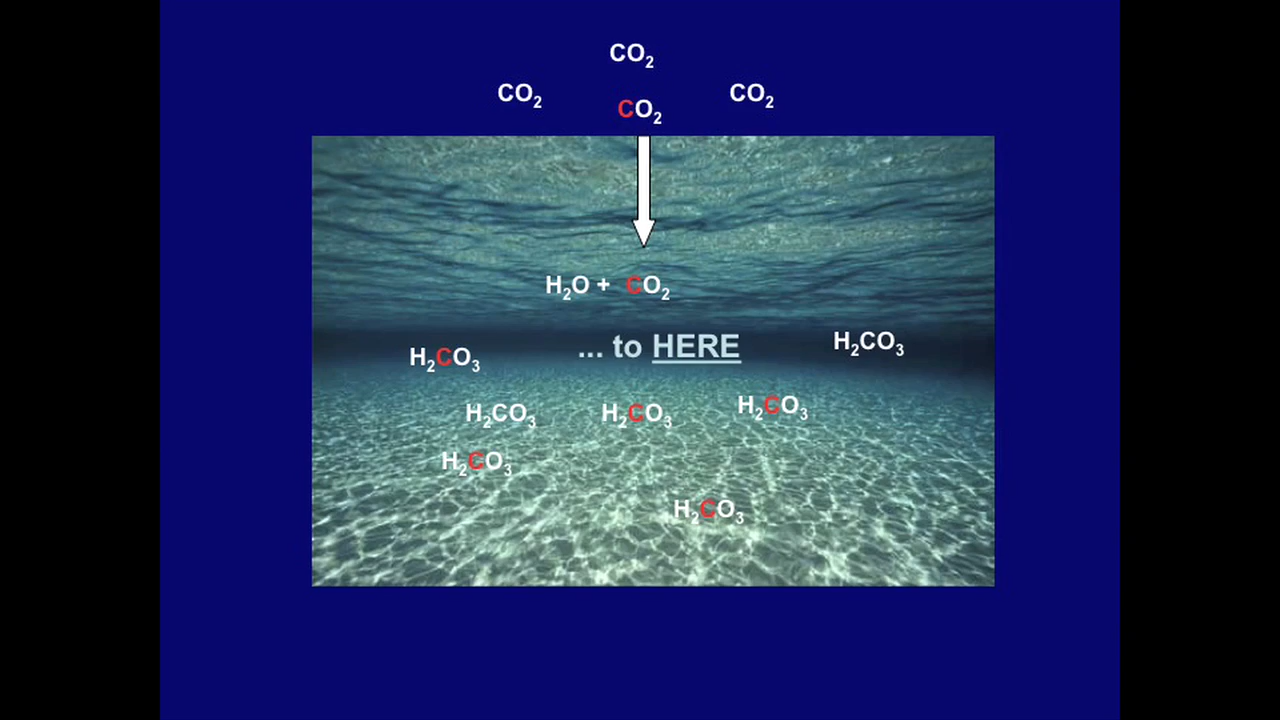 CO₂
CO₂ CO₂
CO₂
H₂O + CO₂
... to HERE
H₂CO₃
H₂CO₃
H₂CO₃ H₂CO₃ H₂CO₃
H₂CO₃
H₂CO₃